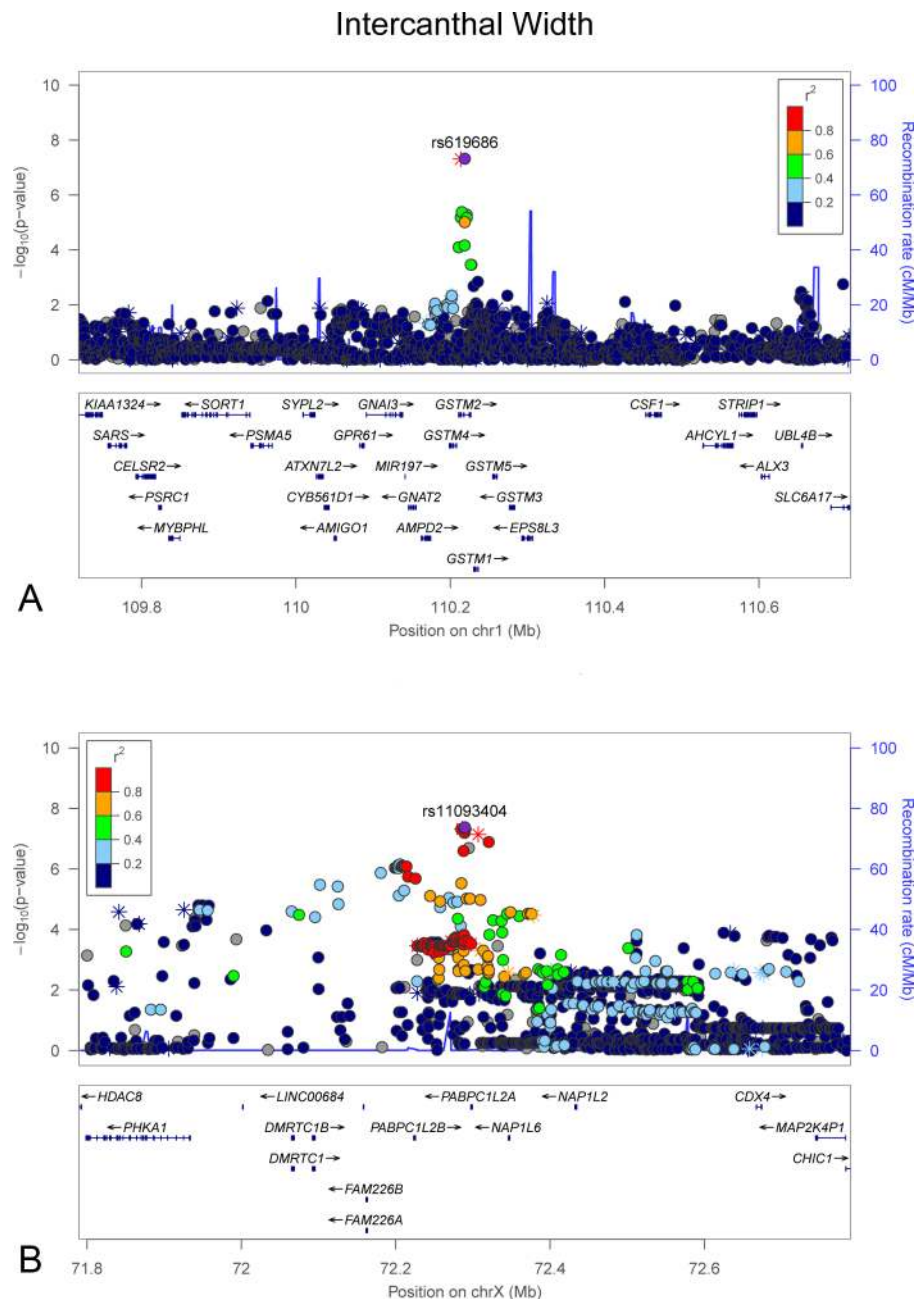 Intercanthal Width
10 100
r²
8 rs619686 0.8 80
0.6
0.4
6 0.2 60
4 40
2 20
0 0
−log₁₀(p-value)
Recombination rate (cM/Mb)
KIAA1324→ ←SORT1 SYPL2→ GNAI3→ GSTM2→ CSF1→ STRIP1→
SARS→ ←PSMA5 GPR61→ GSTM4→ AHCYL1→ UBL4B→
CELSR2→ ATXN7L2→ MIR197→ GSTM5→ ←ALX3
←PSRC1 CYB561D1→ ←GNAT2 ←GSTM3 SLC6A17→
←MYBPHL ←AMIGO1 AMPD2→ ←EPS8L3
GSTM1→
A
109.8 110 110.2 110.4 110.6
Position on chr1 (Mb)
10 100
r²
8 0.8 rs11093404 80
0.6
0.4
6 0.2 60
4 40
2 20
0 0
−log₁₀(p-value)
Recombination rate (cM/Mb)
←HDAC8 ←LINC00684 ←PABPC1L2A ←NAP1L2 CDX4→
←PHKA1 DMRTC1B→ PABPC1L2B→ ←NAP1L6 ←MAP2K4P1
DMRTC1→ CHIC1→
←FAM226B
←FAM226A
B
71.8 72 72.2 72.4 72.6
Position on chrX (Mb)